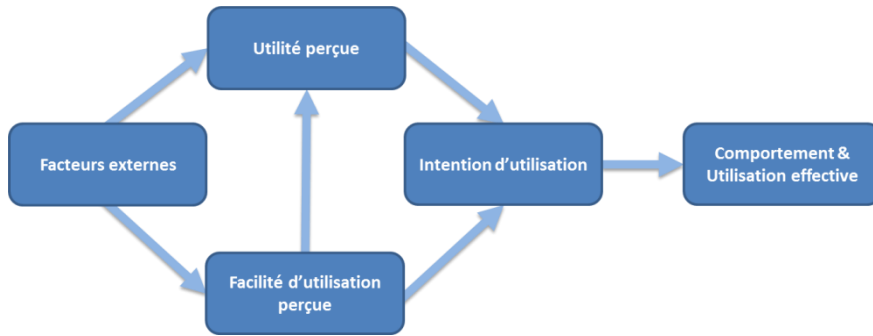 Utilité perçue
Facteurs externes
Intention d'utilisation
Comportement &
Utilisation effective
Facilité d'utilisation
perçue